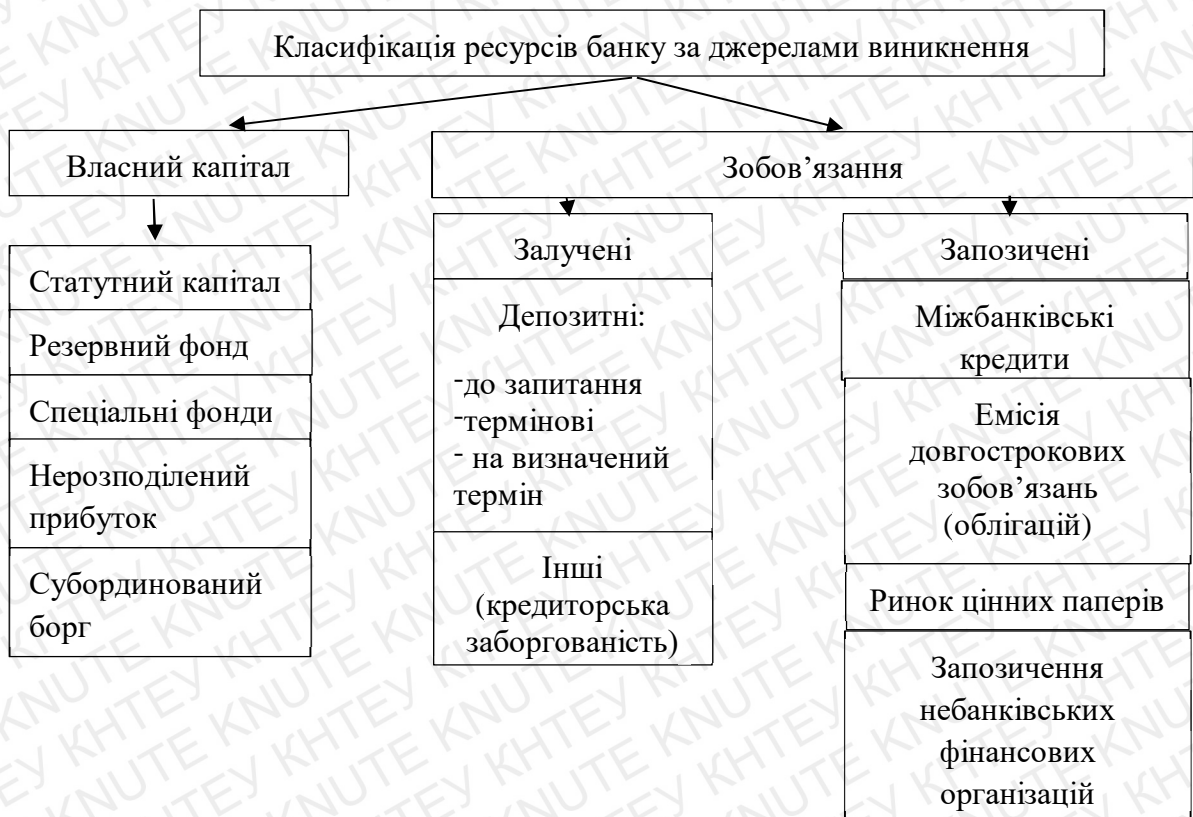 Класифікація ресурсів банку за джерелами виникнення
Власний капітал
Зобов’язання
Статутний капітал
Резервний фонд
Спеціальні фонди
Нерозподілений
прибуток
Субординований
борг
Залучені
Депозитні:
-до запитання
-термінові
- на визначений
термін
Інші
(кредиторська
заборгованість)
Запозичені
Міжбанківські
кредити
Емісія
довгострокових
зобов’язань
(облігацій)
Ринок цінних паперів
Запозичення
небанківських
фінансових
організацій